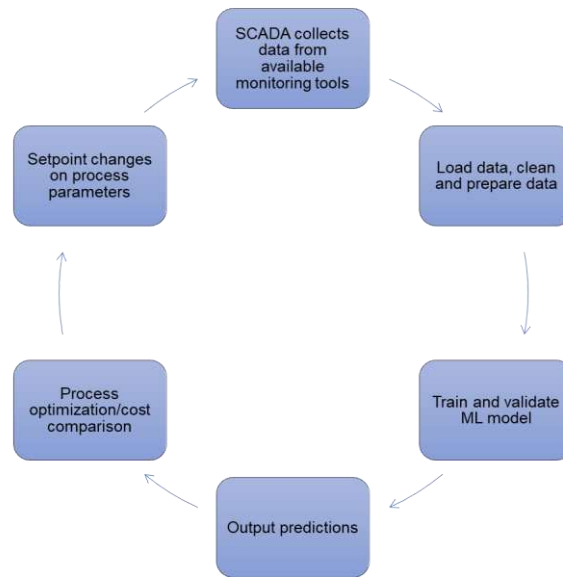 SCADA collects
data from
available
monitoring tools
Load data, clean
and prepare data
Train and validate
ML model
Output predictions
Process
optimization/cost
comparison
Setpoint changes
on process
parameters